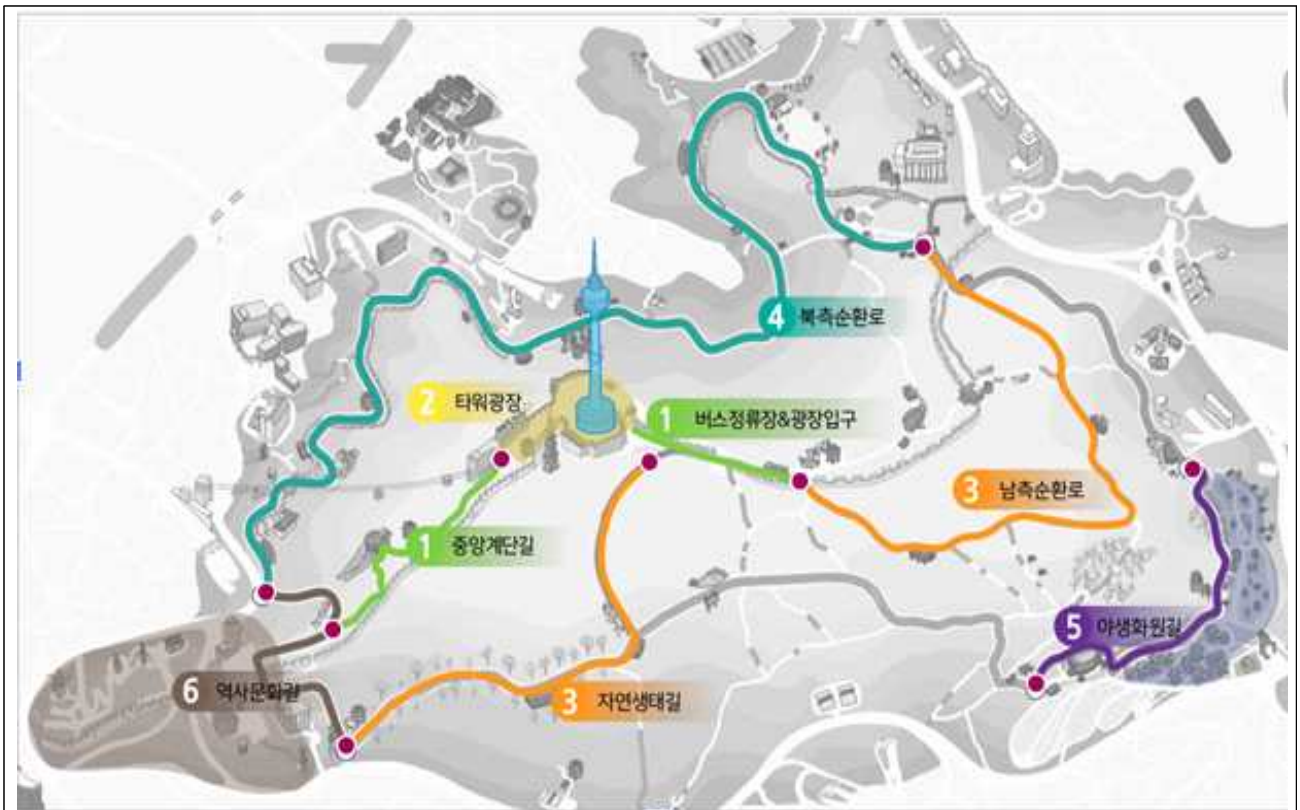 4 북측순환로
2 타워광장
1 버스정류장&광장입구
3 남측순환로
1 중앙계단길
5 야생화원길
6 역사문화길
3 자연생태길